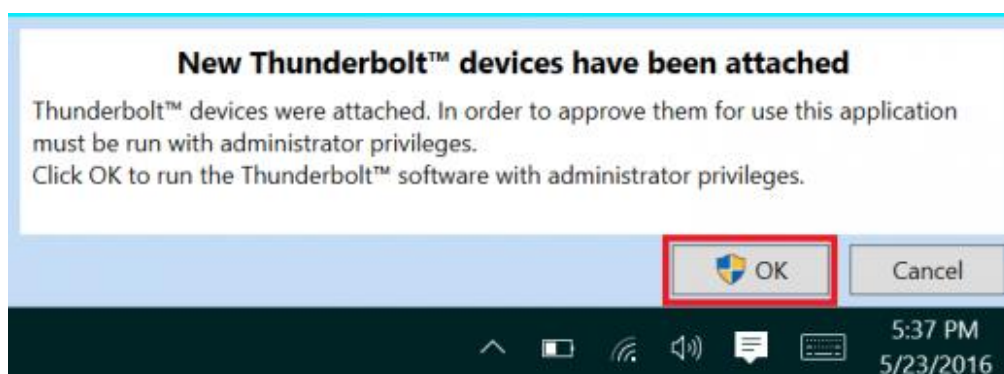 New Thunderbolt™ devices have been attached
Thunderbolt™ devices were attached. In order to approve them for use this application
must be run with administrator privileges.
Click OK to run the Thunderbolt™ software with administrator privileges.
OK Cancel
5:37 PM
5/23/2016